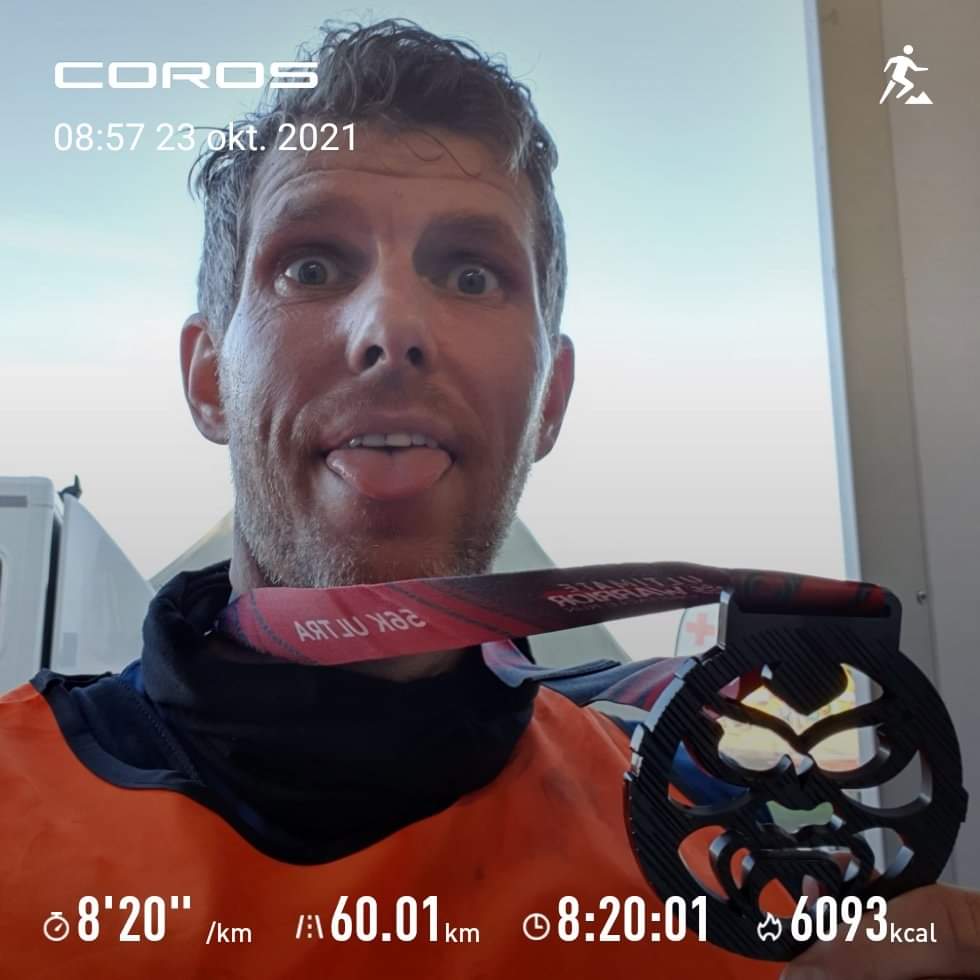 COROS
08:57 23 okt. 2021
56K ULTRA
ULTIMATE
WARRIOR
8'20" /km 60.01km 8:20:01 6093kcal